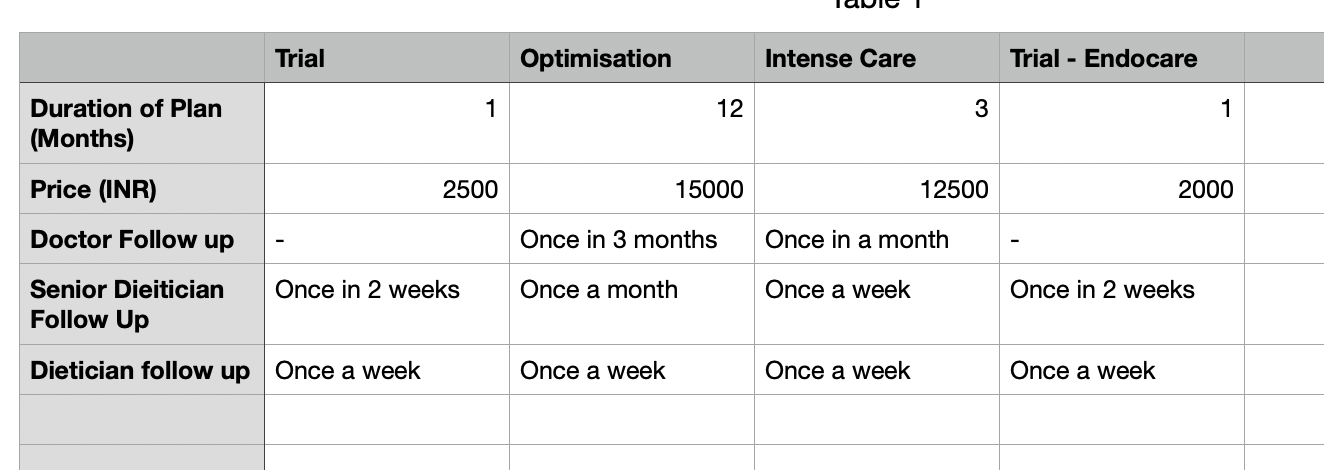 Table 1
Trial Optimisation Intense Care Trial - Endocare
Duration of Plan (Months) 1 12 3 1
Price (INR) 2500 15000 12500 2000
Doctor Follow up - Once in 3 months Once in a month -
Senior Dieitician Follow Up Once in 2 weeks Once a month Once a week Once in 2 weeks
Dietician follow up Once a week Once a week Once a week Once a week